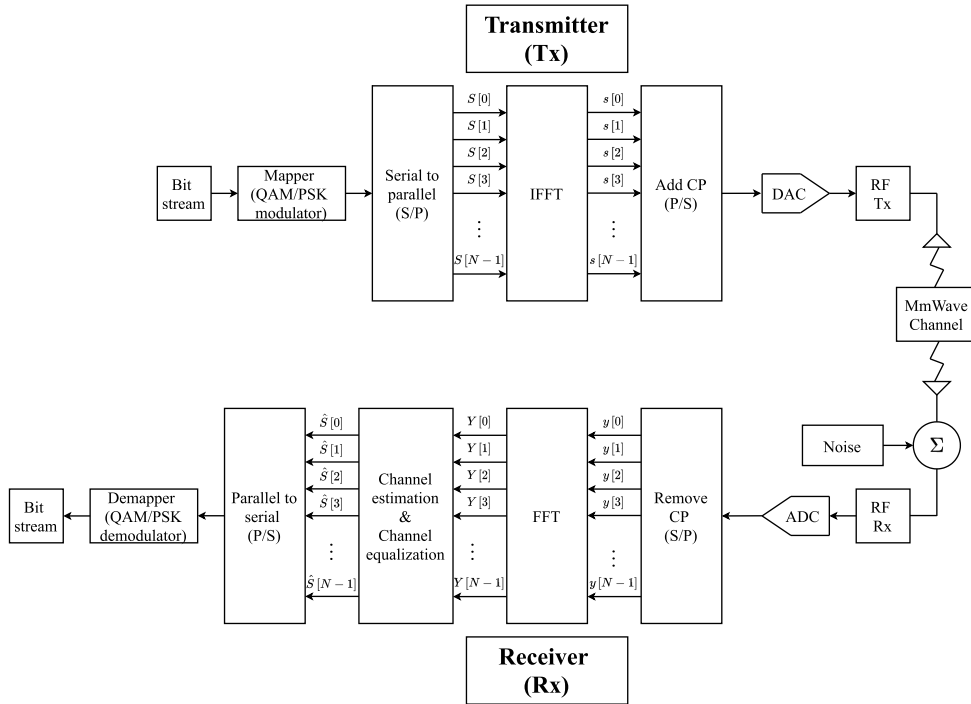 Transmitter
(Tx)
Bit
stream
Mapper
(QAM/PSK
modulator)
Serial to
parallel
(S/P)
S [0]
S [1]
S [2]
S [3]
⋮
S [N − 1]
IFFT
s [0]
s [1]
s [2]
s [3]
⋮
s [N − 1]
Add CP
(P/S)
DAC
RF
Tx
MmWave
Channel
Noise
Σ
RF
Rx
ADC
Remove
CP
(S/P)
y [0]
y [1]
y [2]
y [3]
⋮
y [N − 1]
FFT
Y [0]
Y [1]
Y [2]
Y [3]
⋮
Y [N − 1]
Channel
estimation
&
Channel
equalization
Ŝ [0]
Ŝ [1]
Ŝ [2]
Ŝ [3]
⋮
Ŝ [N − 1]
Parallel to
serial
(P/S)
Demapper
(QAM/PSK
demodulator)
Bit
stream
Receiver
(Rx)